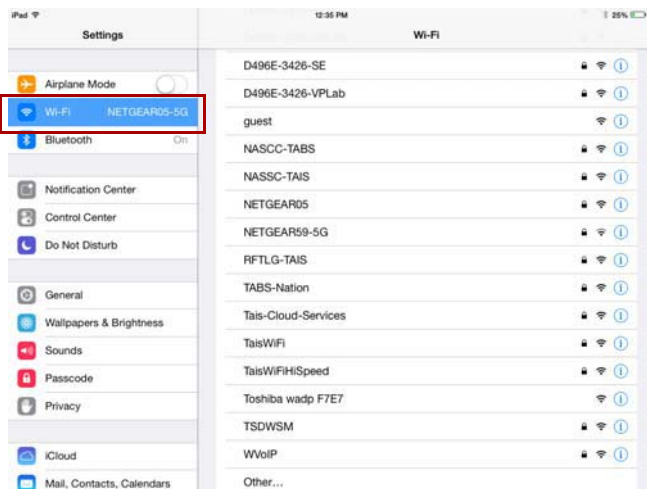 iPad
12:35 PM
25%
Settings
Wi-Fi
Airplane Mode
Wi-Fi NETGEAR05-5G
Bluetooth On
Notification Center
Control Center
Do Not Disturb
General
Wallpapers & Brightness
Sounds
Passcode
Privacy
iCloud
Mail, Contacts, Calendars
D496E-3426-SE
D496E-3426-VPLab
guest
NASCC-TABS
NASSC-TAIS
NETGEAR05
NETGEAR59-5G
RFTLG-TAIS
TABS-Nation
Tais-Cloud-Services
TaisWiFi
TaisWiFiHiSpeed
Toshiba wadp F7E7
TSDWSM
WVoIP
Other...